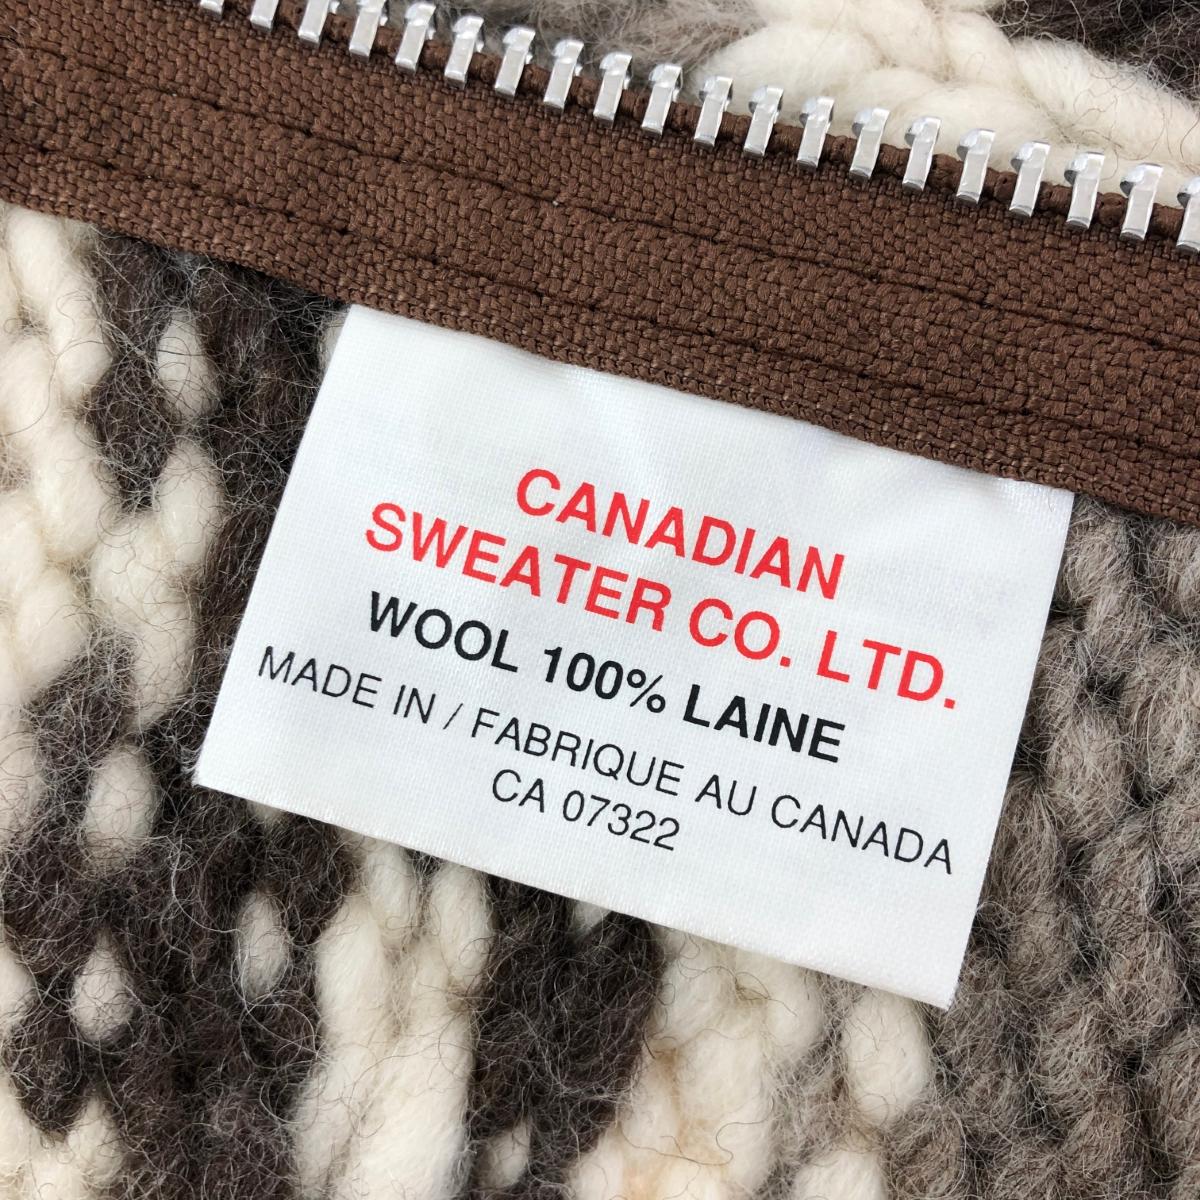 CANADIAN
SWEATER CO. LTD.
WOOL 100% LAINE
MADE IN / FABRIQUE AU CANADA
CA 07322